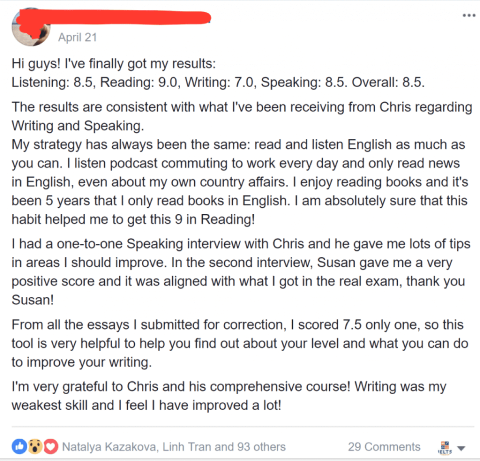 April 21
Hi guys! I've finally got my results:
Listening: 8.5, Reading: 9.0, Writing: 7.0, Speaking: 8.5. Overall: 8.5.
The results are consistent with what I've been receiving from Chris regarding
Writing and Speaking.
My strategy has always been the same: read and listen English as much as
you can. I listen podcast commuting to work every day and only read news
in English, even about my own country affairs. I enjoy reading books and it's
been 5 years that I only read books in English. I am absolutely sure that this
habit helped me to get this 9 in Reading!
I had a one-to-one Speaking interview with Chris and he gave me lots of tips
in areas I should improve. In the second interview, Susan gave me a very
positive score and it was aligned with what I got in the real exam, thank you
Susan!
From all the essays I submitted for correction, I scored 7.5 only one, so this
tool is very helpful to help you find out about your level and what you can do
to improve your writing.
I'm very grateful to Chris and his comprehensive course! Writing was my
weakest skill and I feel I have improved a lot!
Natalya Kazakova, Linh Tran and 93 others
29 Comments
IELTS